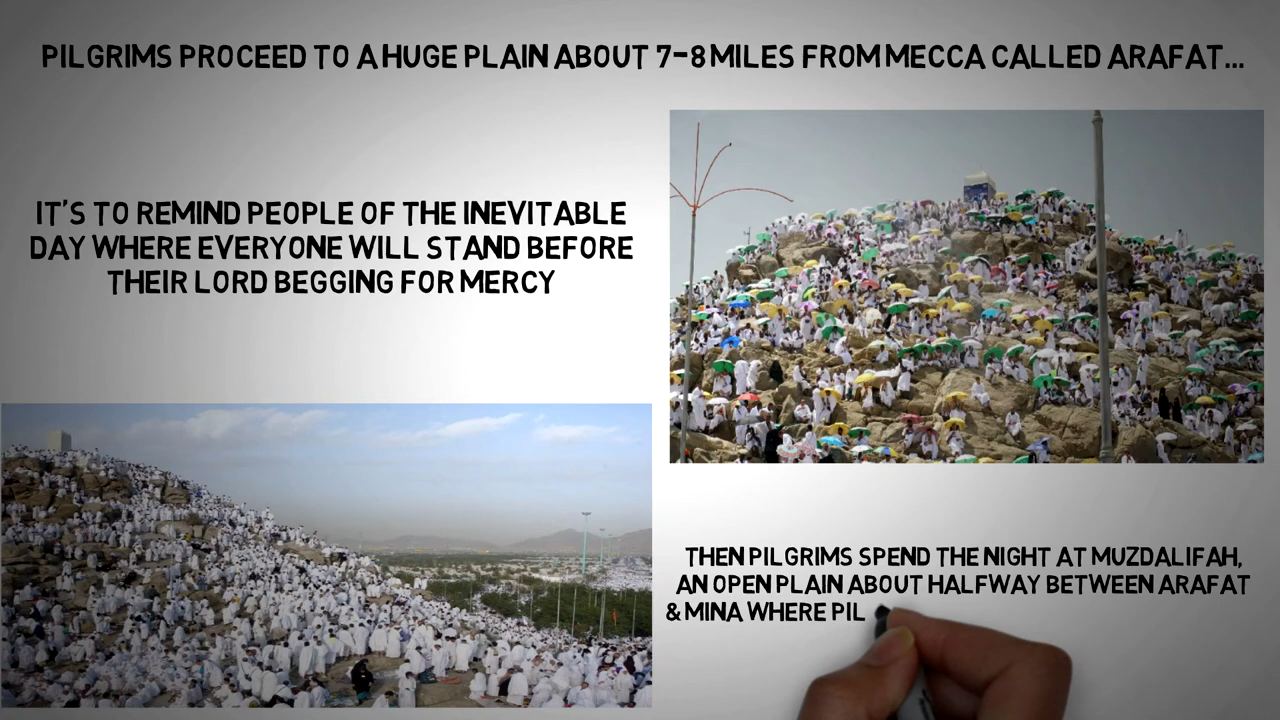 PILGRIMS PROCEED TO A HUGE PLAIN ABOUT 7-8 MILES FROM MECCA CALLED ARAFAT...
IT'S TO REMIND PEOPLE OF THE INEVITABLE
DAY WHERE EVERYONE WILL STAND BEFORE
THEIR LORD BEGGING FOR MERCY
THEN PILGRIMS SPEND THE NIGHT AT MUZDALIFAH,
AN OPEN PLAIN ABOUT HALFWAY BETWEEN ARAFAT
& MINA WHERE PIL